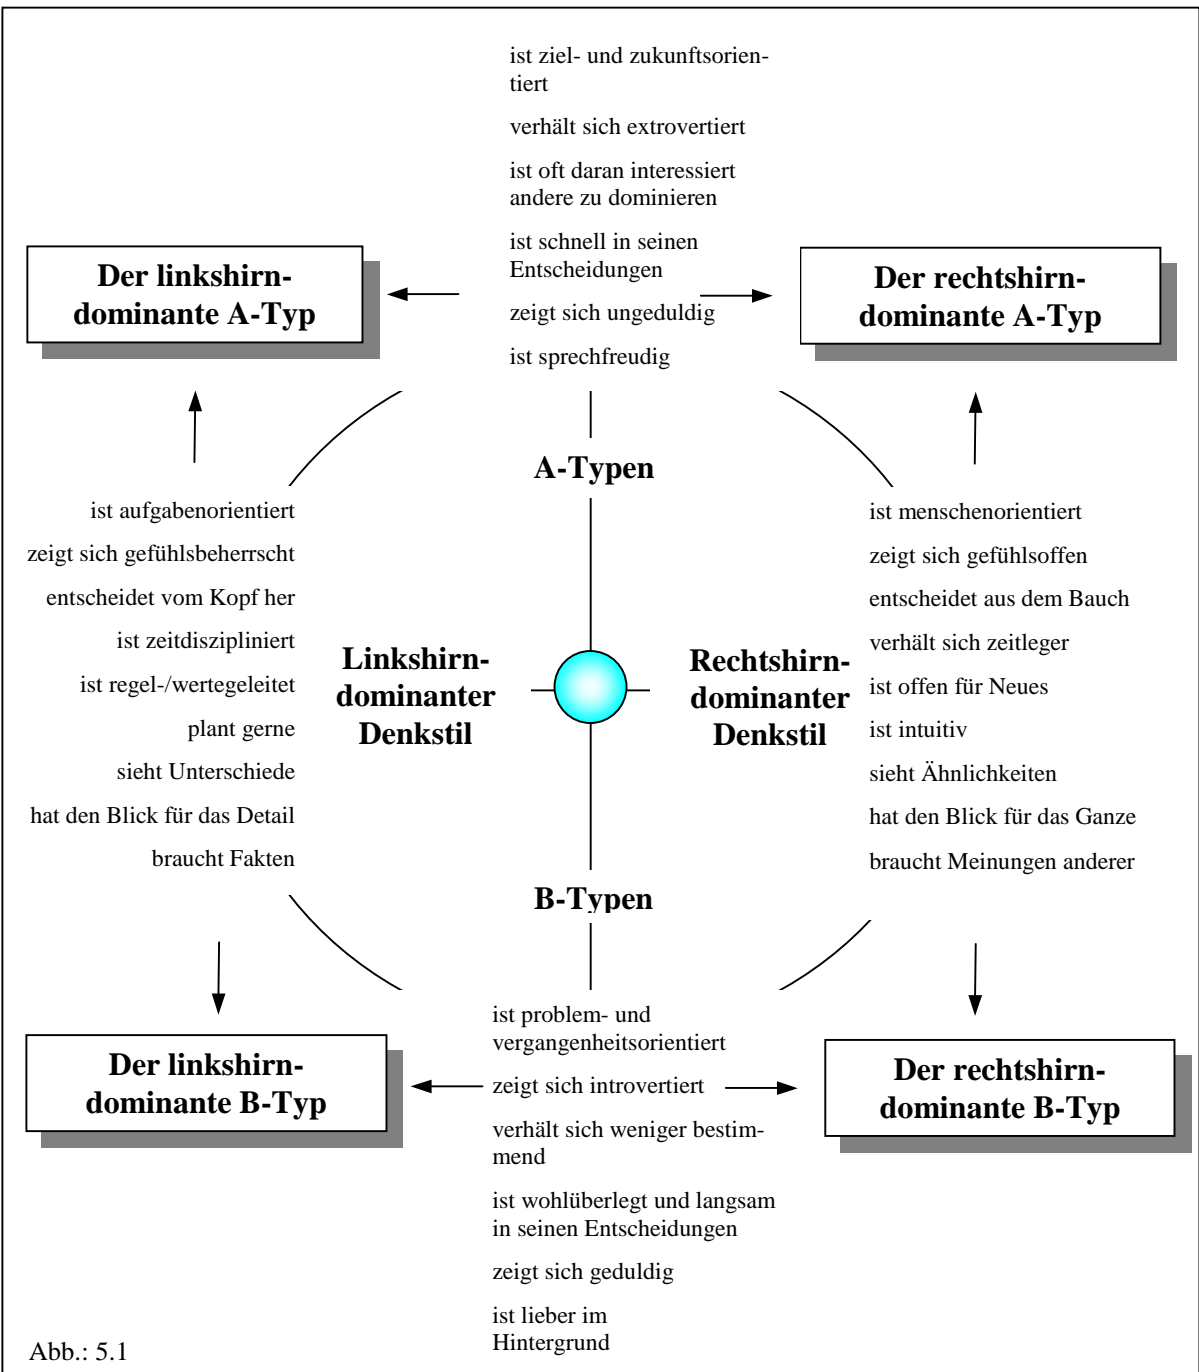 ist ziel- und zukunftsorien-
tiert
verhält sich extrovertiert
ist oft daran interessiert
andere zu dominieren
ist schnell in seinen
Entscheidungen
zeigt sich ungeduldig
ist sprechfreudig
Der linkshirn-
dominante A-Typ
Der rechtshirn-
dominante A-Typ
A-Typen
ist aufgabenorientiert
zeigt sich gefühlsbeherrscht
entscheidet vom Kopf her
ist zeitdiszipliniert
ist regel-/wertegeleitet
plant gerne
sieht Unterschiede
hat den Blick für das Detail
braucht Fakten
Linkshirn-
dominanter
Denkstil
Rechtshirn-
dominanter
Denkstil
ist menschenorientiert
zeigt sich gefühlsoffen
entscheidet aus dem Bauch
verhält sich zeitleger
ist offen für Neues
ist intuitiv
sieht Ähnlichkeiten
hat den Blick für das Ganze
braucht Meinungen anderer
B-Typen
Der linkshirn-
dominante B-Typ
Der rechtshirn-
dominante B-Typ
ist problem- und
vergangenheitsorientiert
zeigt sich introvertiert
verhält sich weniger bestim-
mend
ist wohlüberlegt und langsam
in seinen Entscheidungen
zeigt sich geduldig
ist lieber im
Hintergrund
Abb.: 5.1